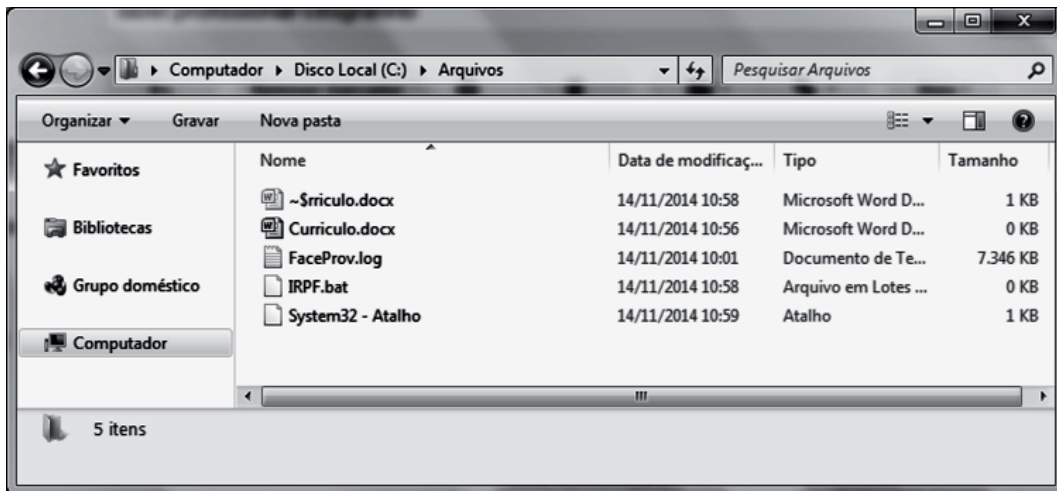 Computador Disco Local (C:) Arquivos Pesquisar Arquivos
Organizar Gravar Nova pasta
Favoritos
Bibliotecas
Grupo doméstico
Computador
Nome Data de modificaç... Tipo Tamanho
~$rriculo.docx 14/11/2014 10:58 Microsoft Word D... 1 KB
Curriculo.docx 14/11/2014 10:56 Microsoft Word D... 0 KB
FaceProv.log 14/11/2014 10:01 Documento de Te... 7.346 KB
IRPF.bat 14/11/2014 10:58 Arquivo em Lotes ... 0 KB
System32 - Atalho 14/11/2014 10:59 Atalho 1 KB
5 itens